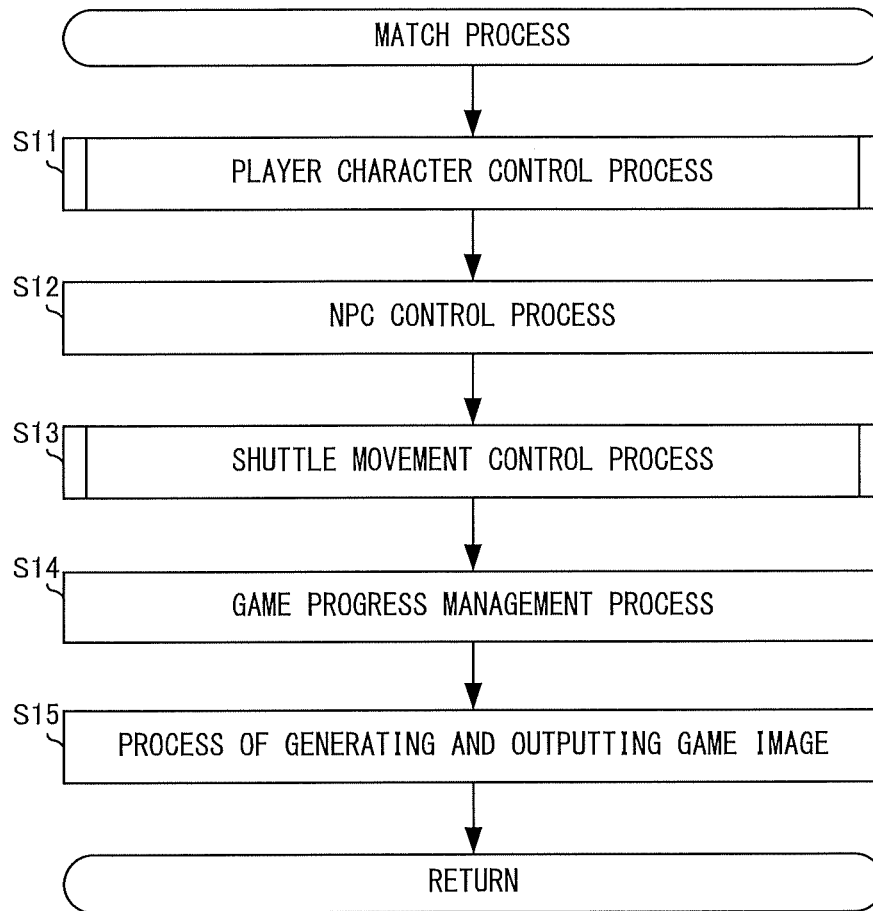 MATCH PROCESS
S11
PLAYER CHARACTER CONTROL PROCESS
S12
NPC CONTROL PROCESS
S13
SHUTTLE MOVEMENT CONTROL PROCESS
S14
GAME PROGRESS MANAGEMENT PROCESS
S15
PROCESS OF GENERATING AND OUTPUTTING GAME IMAGE
RETURN